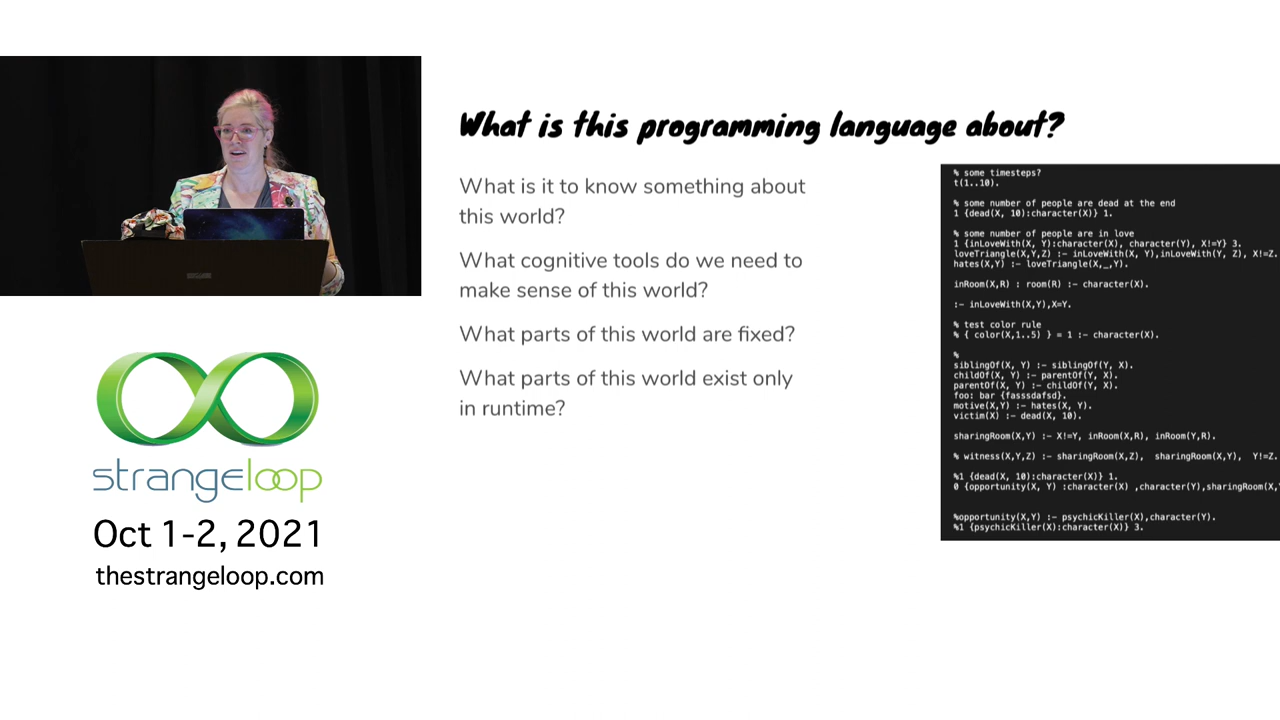 What is this programming language about?
What is it to know something about
this world?
What cognitive tools do we need to
make sense of this world?
What parts of this world are fixed?
What parts of this world exist only
in runtime?
% some timesteps?
t(1..10).
% some number of people are dead at the end
1 {dead(X, 10):character(X)} 1.
% some number of people are in love
1 {inLoveWith(X, Y):character(X), character(Y), X!=Y} 3.
loveTriangle(X,Y,Z) :- inLoveWith(X, Y),inLoveWith(Y, Z), X!=Z.
hates(X,Y) :- loveTriangle(X,_,Y).
inRoom(X,R) : room(R) :- character(X).
:- inLoveWith(X,Y),X=Y.
% test color rule
% { color(X,1..5) } = 1 :- character(X).
%
siblingOf(X, Y) :- siblingOf(Y, X).
childOf(X, Y) :- parentOf(Y, X).
parentOf(X, Y) :- childOf(Y, X).
foo: bar {fasssdafsd}.
motive(X,Y) :- hates(X, Y).
victim(X) :- dead(X, 10).
sharingRoom(X,Y) :- X!=Y, inRoom(X,R), inRoom(Y,R).
% witness(X,Y,Z) :- sharingRoom(X,Z),  sharingRoom(X,Y),  Y!=Z.
%1 {dead(X, 10):character(X)} 1.
0 {opportunity(X, Y) :character(X) ,character(Y),sharingRoom(X,
%opportunity(X,Y) :- psychicKiller(X),character(Y).
%1 {psychicKiller(X):character(X)} 3.
strangeloop
Oct 1-2, 2021
thestrangeloop.com